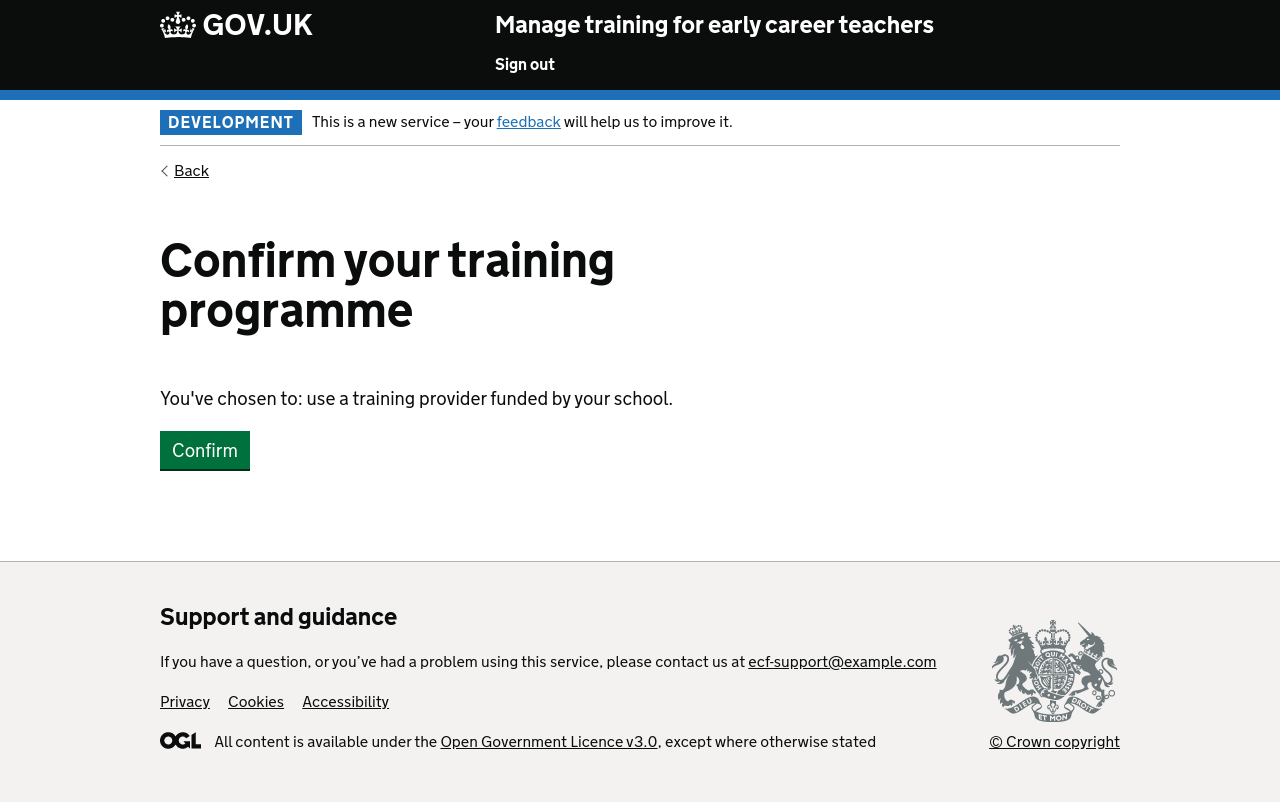 GOV.UK
Manage training for early career teachers
Sign out
DEVELOPMENT
This is a new service – your feedback will help us to improve it.
Back
Confirm your training
programme
You've chosen to: use a training provider funded by your school.
Confirm
Support and guidance
If you have a question, or you’ve had a problem using this service, please contact us at ecf-support@example.com
Privacy Cookies Accessibility
OGL All content is available under the Open Government Licence v3.0, except where otherwise stated
DIEU ET MON DROIT
© Crown copyright